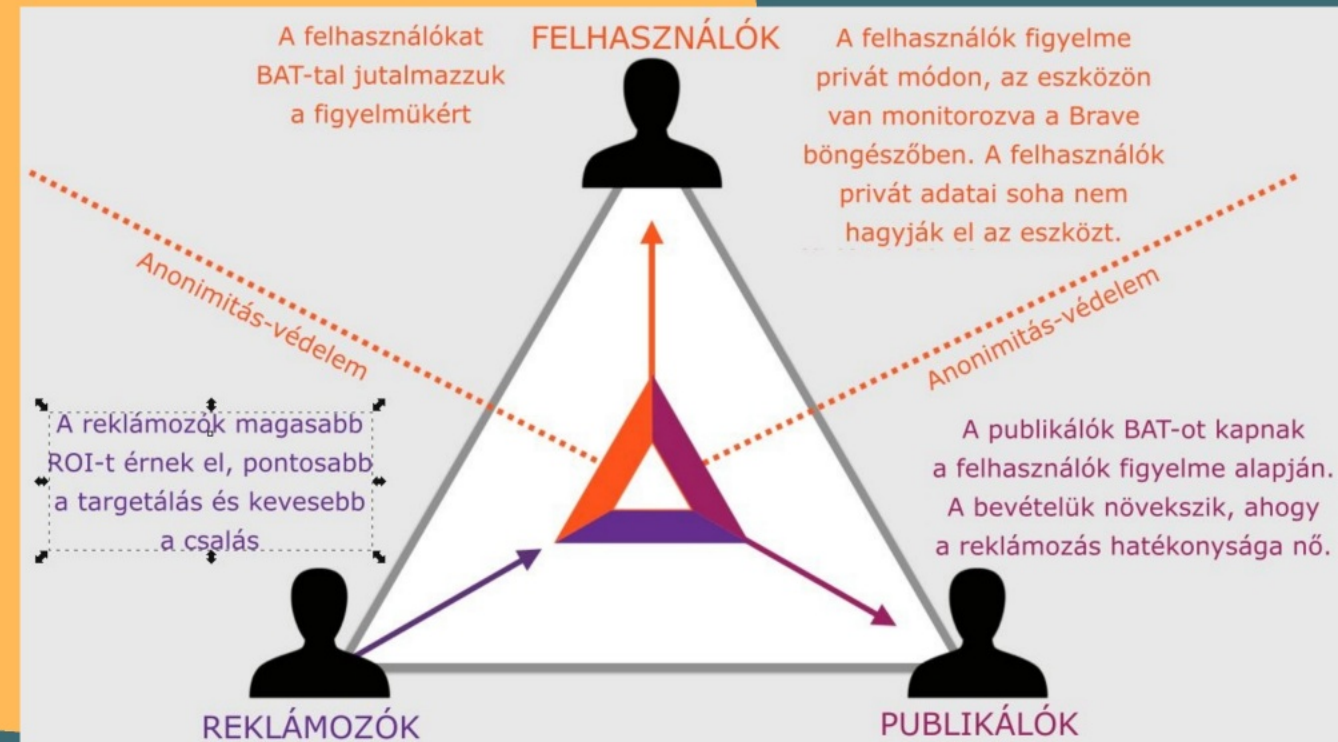 A felhasználókat
BAT-tal jutalmazzuk
a figyelmükért
FELHASZNÁLÓK
A felhasználók figyelme
privát módon, az eszközön
van monitorozva a Brave
böngészőben. A felhasználók
privát adatai soha nem
hagyják el az eszközt.
Anonimitás-védelem
Anonimitás-védelem
A reklámozók magasabb
ROI-t érnek el, pontosabb
a targetálás és kevesebb
a csalás
A publikálók BAT-ot kapnak
a felhasználók figyelme alapján.
A bevételük növekszik, ahogy
a reklámozás hatékonysága nő.
REKLÁMOZÓK
PUBLIKÁLÓK